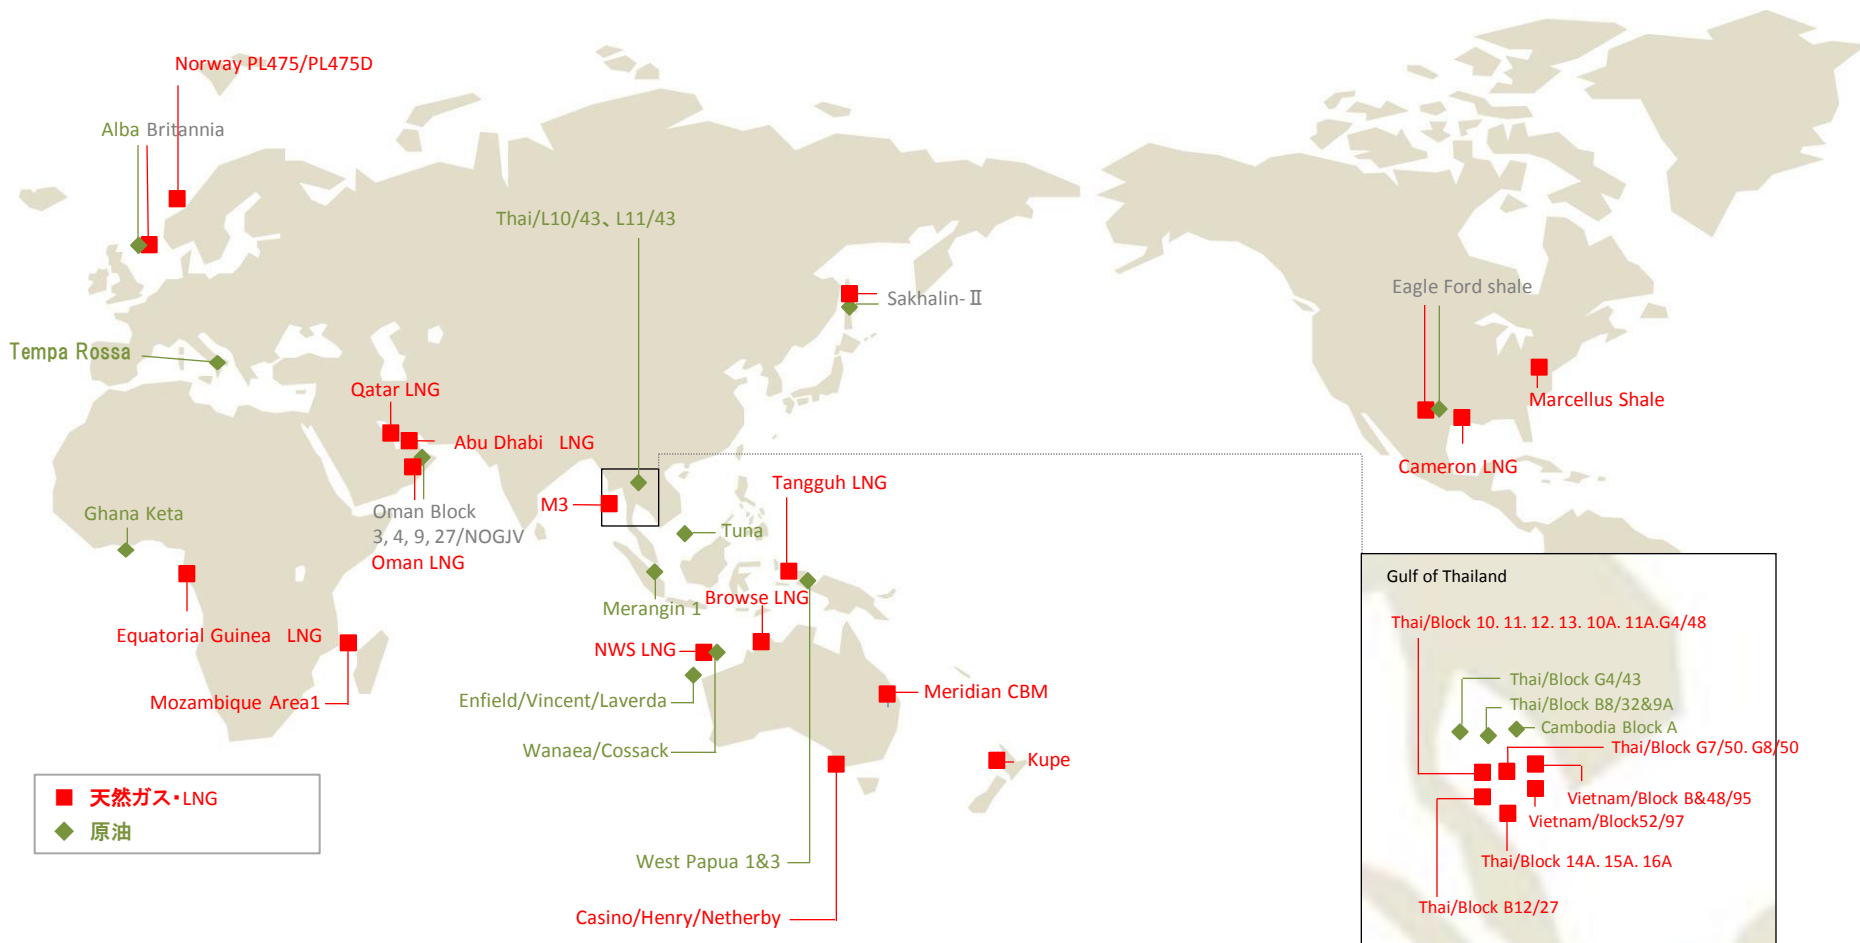 Norway PL475/PL475D
Alba Britannia
Thai/L10/43、L11/43
Sakhalin-Ⅱ
Eagle Ford shale
Tempa Rossa
Qatar LNG
Marcellus Shale
Abu Dhabi LNG
Cameron LNG
Tangguh LNG
M3
Ghana Keta
Oman Block
3, 4, 9, 27/NOGJV
Oman LNG
Tuna
Merangin 1
Browse LNG
Equatorial Guinea LNG
NWS LNG
Mozambique Area1
Enfield/Vincent/Laverda
Meridian CBM
Wanaea/Cossack
Kupe
West Papua 1&3
Casino/Henry/Netherby
天然ガス・LNG
原油
Gulf of Thailand
Thai/Block 10. 11. 12. 13. 10A. 11A.G4/48
Thai/Block G4/43
Thai/Block B8/32&9A
Cambodia Block A
Thai/Block G7/50. G8/50
Vietnam/Block B&48/95
Vietnam/Block52/97
Thai/Block 14A. 15A. 16A
Thai/Block B12/27